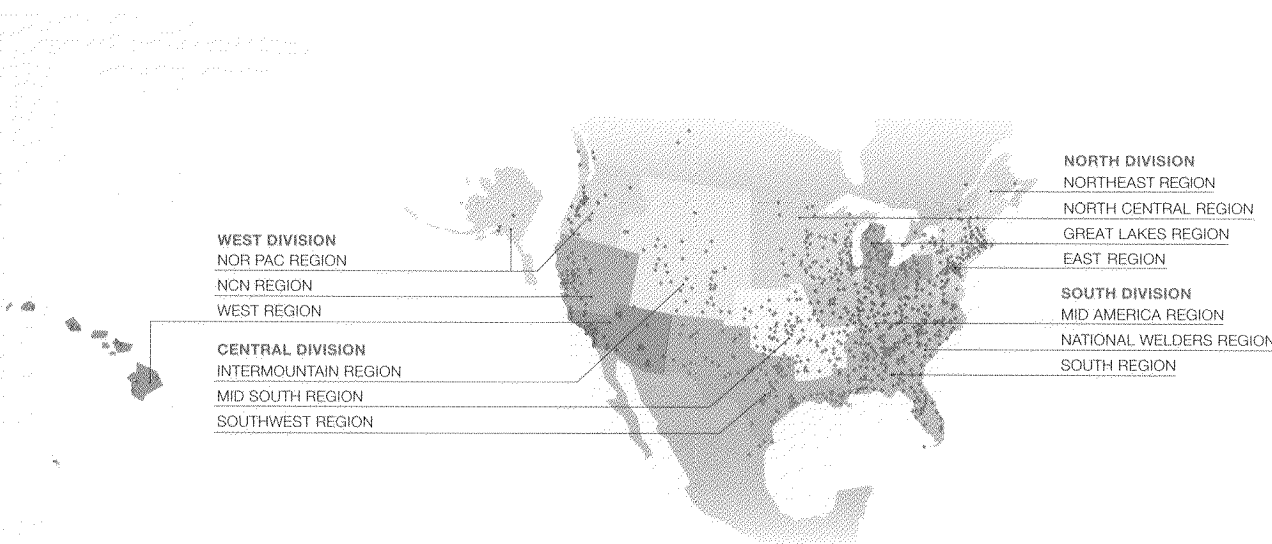 WEST DIVISION
NOR PAC REGION
NCN REGION
WEST REGION
CENTRAL DIVISION
INTERMOUNTAIN REGION
MID SOUTH REGION
SOUTHWEST REGION
NORTH DIVISION
NORTHEAST REGION
NORTH CENTRAL REGION
GREAT LAKES REGION
EAST REGION
SOUTH DIVISION
MID AMERICA REGION
NATIONAL WELDERS REGION
SOUTH REGION